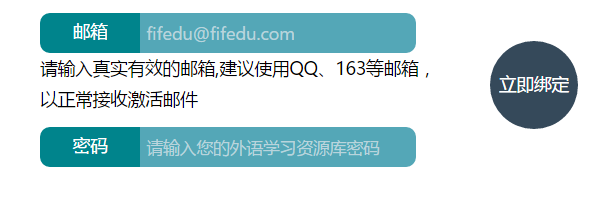 邮箱 fifedu@fifedu.com
请输入真实有效的邮箱,建议使用QQ、163等邮箱，
以正常接收激活邮件
立即绑定
密码 请输入您的外语学习资源库密码